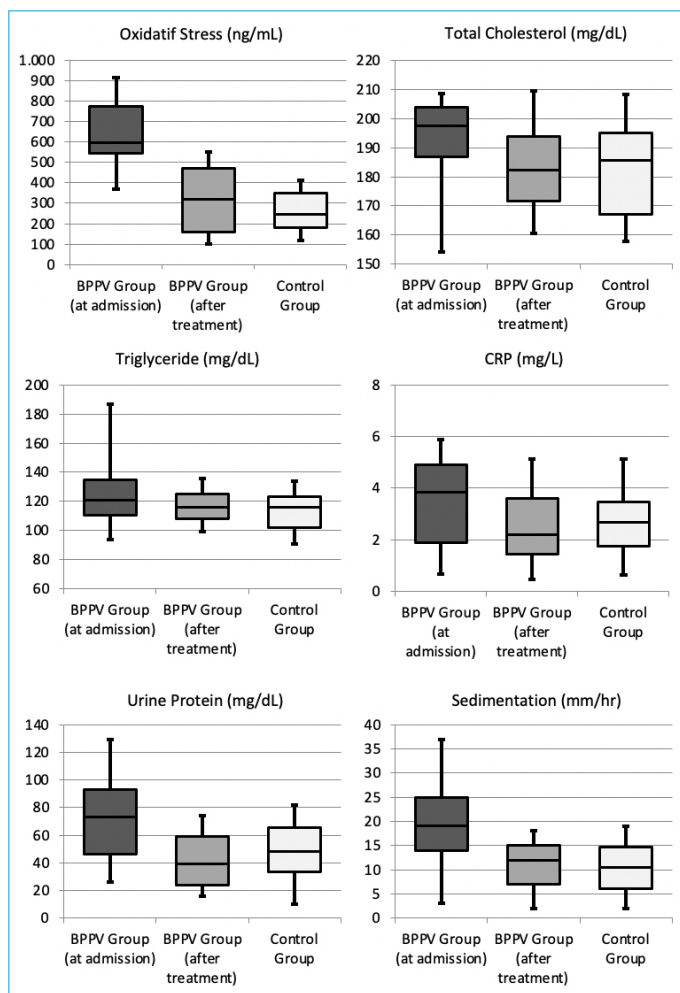 Oxidatif Stress (ng/mL)
1.000
900
800
700
600
500
400
300
200
100
0
BPPV Group
(at admission)
BPPV Group
(after
treatment)
Control
Group
Total Cholesterol (mg/dL)
220
210
200
190
180
170
160
150
BPPV Group
(at admission)
BPPV Group
(after
treatment)
Control
Group
Triglyceride (mg/dL)
200
180
160
140
120
100
80
60
BPPV Group
(at admission)
BPPV Group
(after
treatment)
Control
Group
CRP (mg/L)
8
6
4
2
0
BPPV Group
(at
admission)
BPPV Group
(after
treatment)
Control
Group
Urine Protein (mg/dL)
140
120
100
80
60
40
20
0
BPPV Group
(at admission)
BPPV Group
(after
treatment)
Control
Group
Sedimentation (mm/hr)
40
35
30
25
20
15
10
5
0
BPPV Group
(at admission)
BPPV Group
(after
treatment)
Control
Group